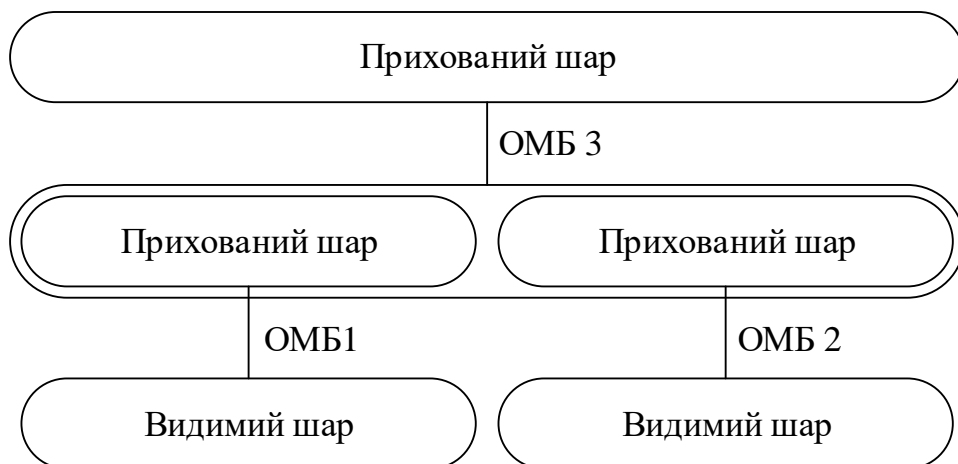 Прихований шар
ОМБ 3
Прихований шар
Прихований шар
ОМБ1
ОМБ 2
Видимий шар
Видимий шар